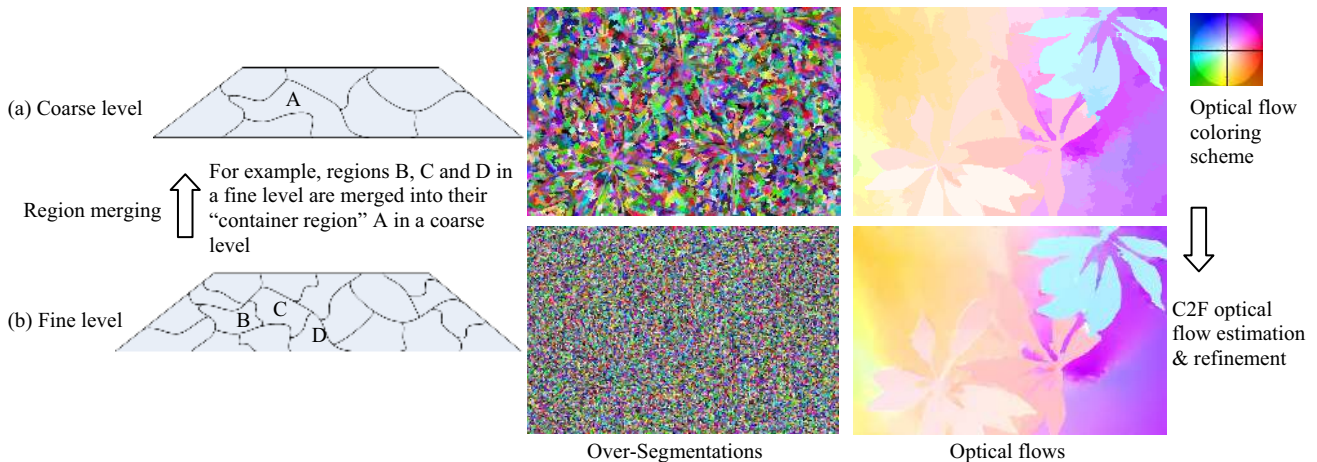 (a) Coarse level
A
Region merging
For example, regions B, C and D in
a fine level are merged into their
“container region” A in a coarse
level
(b) Fine level
B
C
D
Over-Segmentations
Optical flows
Optical flow
coloring
scheme
C2F optical
flow estimation
& refinement